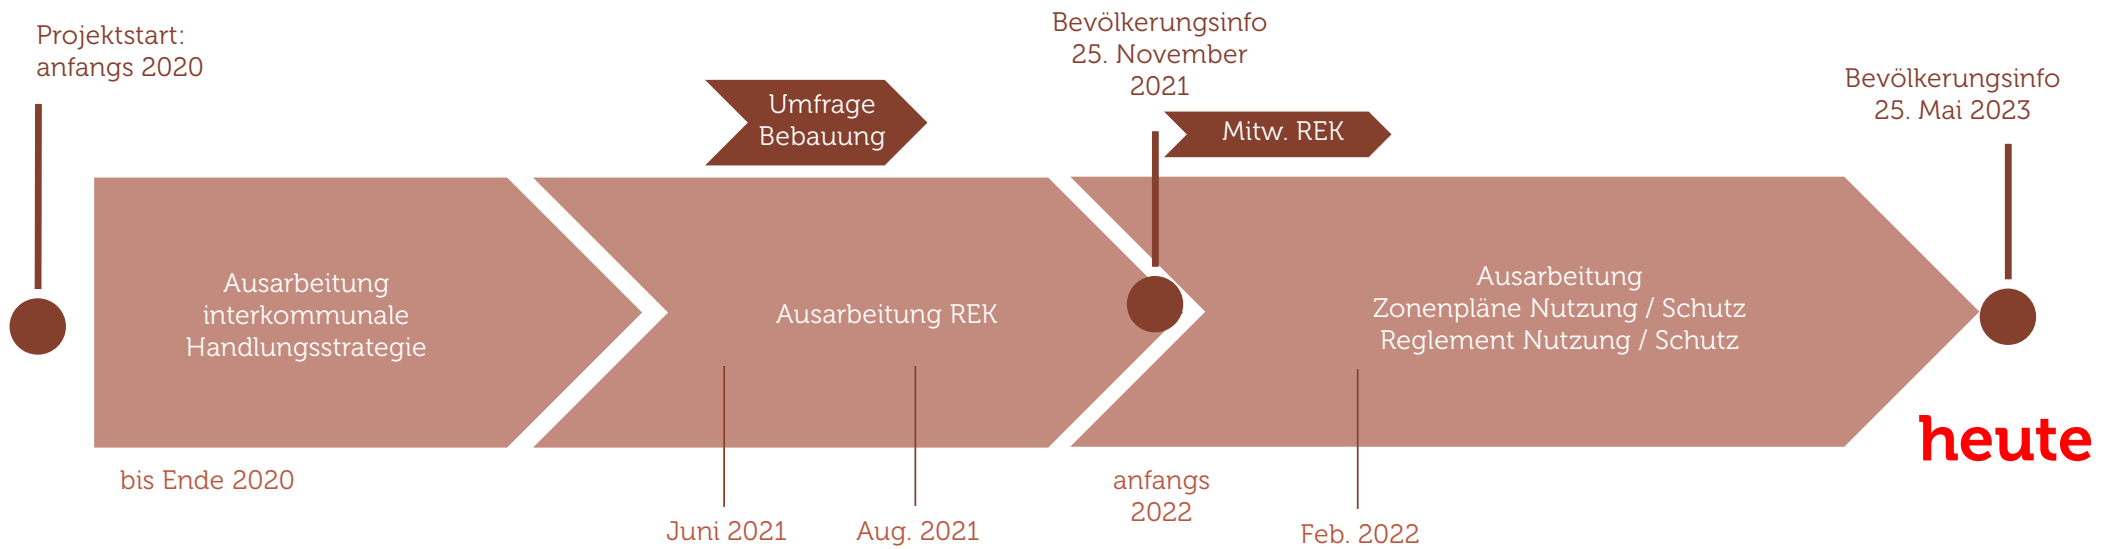 Projektstart:
anfangs 2020
Umfrage
Bebauung
Bevölkerungsinfo
25. November
2021
Mitw. REK
Bevölkerungsinfo
25. Mai 2023
Ausarbeitung
interkommunale
Handlungsstrategie
Ausarbeitung REK
Ausarbeitung
Zonenpläne Nutzung / Schutz
Reglement Nutzung / Schutz
heute
bis Ende 2020
Juni 2021
Aug. 2021
anfangs
2022
Feb. 2022